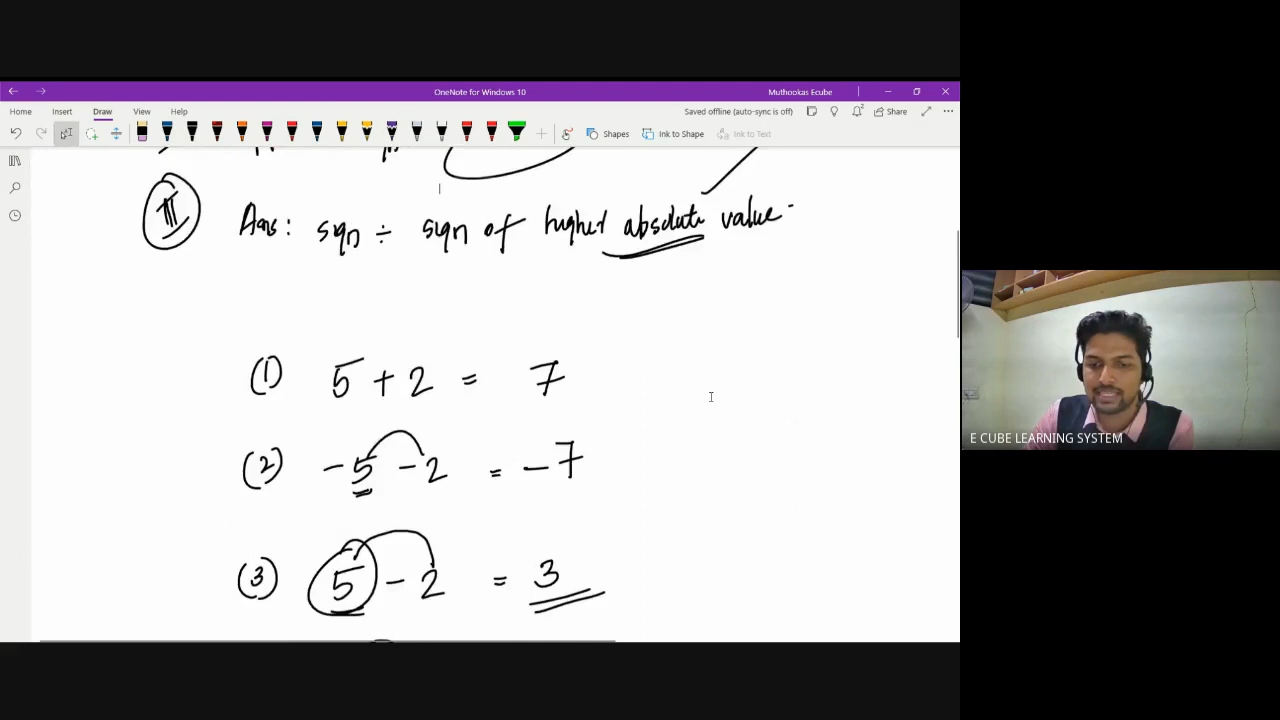 OneNote for Windows 10
Muthookas Ecube
Home Insert Draw View Help
Saved offline (auto-sync is off)
Share
Shapes
Ink to Shape
Ink to Text
II Ans: sign ÷ sign of higher absolute value.
(1) 5 + 2 = 7
(2) -5 - 2 = -7
(3) 5 - 2 = 3
E CUBE LEARNING SYSTEM